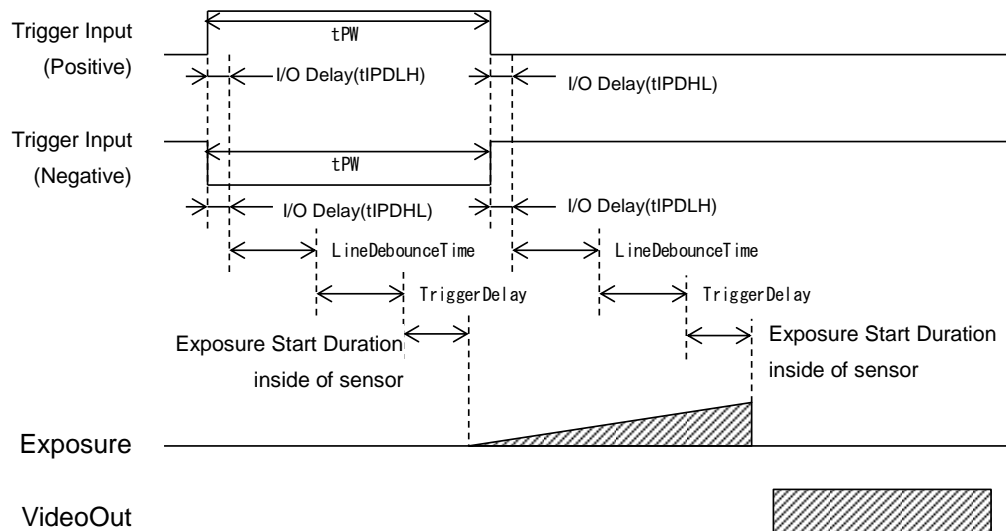 Trigger Input
(Positive)
tPW
I/O Delay(tIPDLH)
I/O Delay(tIPDHL)
Trigger Input
(Negative)
tPW
I/O Delay(tIPDHL)
I/O Delay(tIPDLH)
LineDebounceTime
LineDebounceTime
TriggerDelay
TriggerDelay
Exposure Start Duration
inside of sensor
Exposure Start Duration
inside of sensor
Exposure
VideoOut